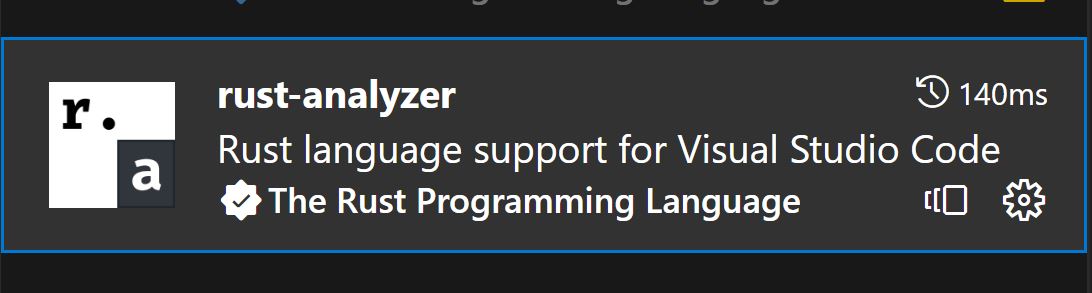 r.
a
rust-analyzer
140ms
Rust language support for Visual Studio Code
The Rust Programming Language